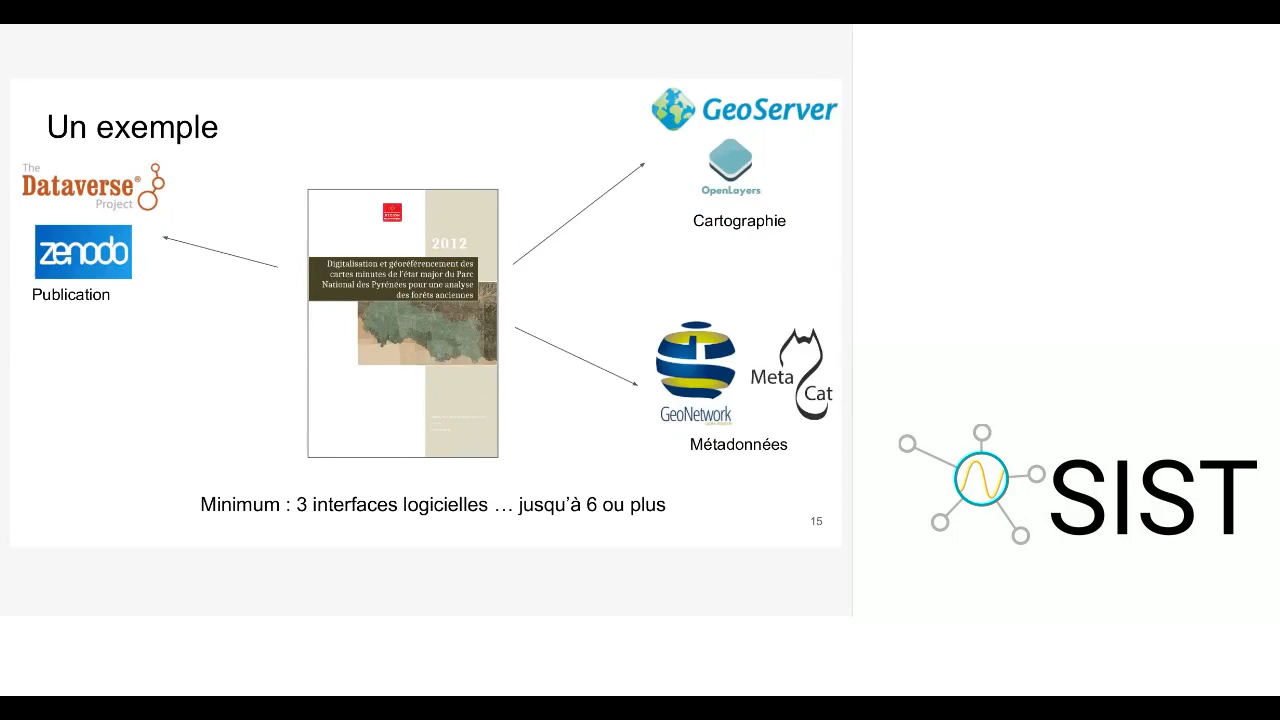 Un exemple
The
Dataverse®
Project
zenodo
Publication
2012
Digitalisation et géoréférencement des
cartes minutes de l'état major du Parc
National des Pyrénées pour une analyse
des forêts anciennes
GeoServer
OpenLayers
Cartographie
GeoNetwork
Meta
Cat
Métadonnées
Minimum : 3 interfaces logicielles … jusqu'à 6 ou plus
15
SIST